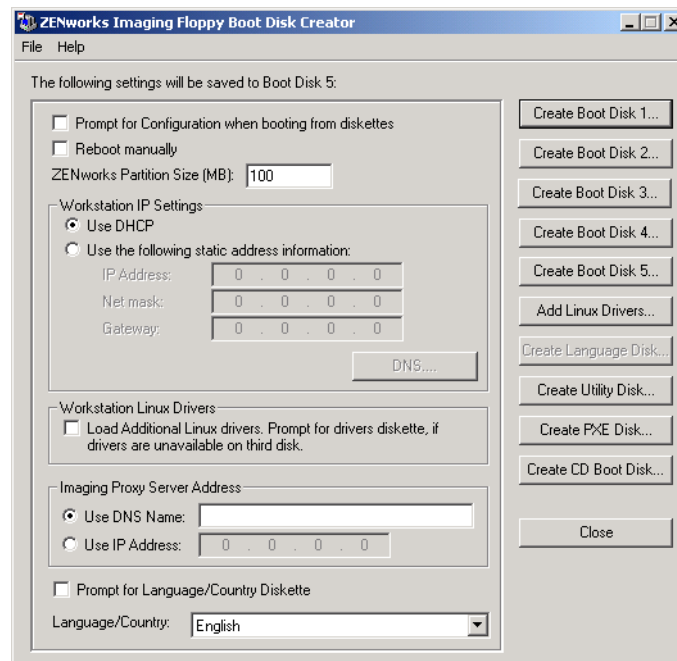 ZENworks Imaging Floppy Boot Disk Creator
File Help
The following settings will be saved to Boot Disk 5:
Prompt for Configuration when booting from diskettes
Reboot manually
ZENworks Partition Size (MB): 100
Workstation IP Settings
Use DHCP
Use the following static address information:
IP Address: 0 . 0 . 0 . 0
Net mask: 0 . 0 . 0 . 0
Gateway: 0 . 0 . 0 . 0
DNS....
Workstation Linux Drivers
Load Additional Linux drivers. Prompt for drivers diskette, if
drivers are unavailable on third disk.
Imaging Proxy Server Address
Use DNS Name:
Use IP Address: 0 . 0 . 0 . 0
Prompt for Language/Country Diskette
Language/Country: English
Create Boot Disk 1...
Create Boot Disk 2...
Create Boot Disk 3...
Create Boot Disk 4...
Create Boot Disk 5...
Add Linux Drivers...
Create Language Disk...
Create Utility Disk...
Create PXE Disk...
Create CD Boot Disk...
Close